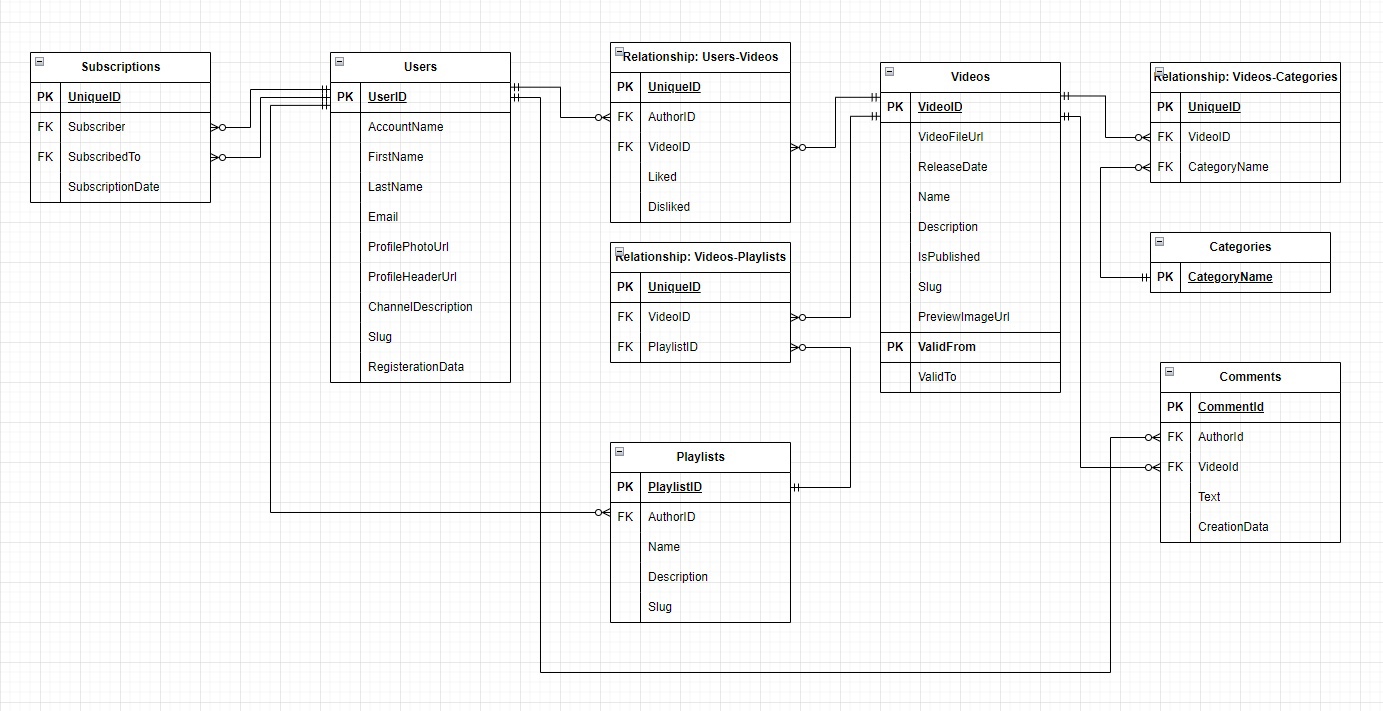 Subscriptions
PK UniqueID
FK Subscriber
FK SubscribedTo
SubscriptionDate
Users
PK UserID
AccountName
FirstName
LastName
Email
ProfilePhotoUrl
ProfileHeaderUrl
ChannelDescription
Slug
RegisterationData
Relationship: Users-Videos
PK UniqueID
FK AuthorID
FK VideoID
Liked
Disliked
Relationship: Videos-Playlists
PK UniqueID
FK VideoID
FK PlaylistID
Playlists
PK PlaylistID
FK AuthorID
Name
Description
Slug
Videos
PK VideoID
VideoFileUrl
ReleaseDate
Name
Description
IsPublished
Slug
PreviewImageUrl
PK ValidFrom
ValidTo
Relationship: Videos-Categories
PK UniqueID
FK VideoID
FK CategoryName
Categories
PK CategoryName
Comments
PK CommentId
FK AuthorId
FK VideoId
Text
CreationData